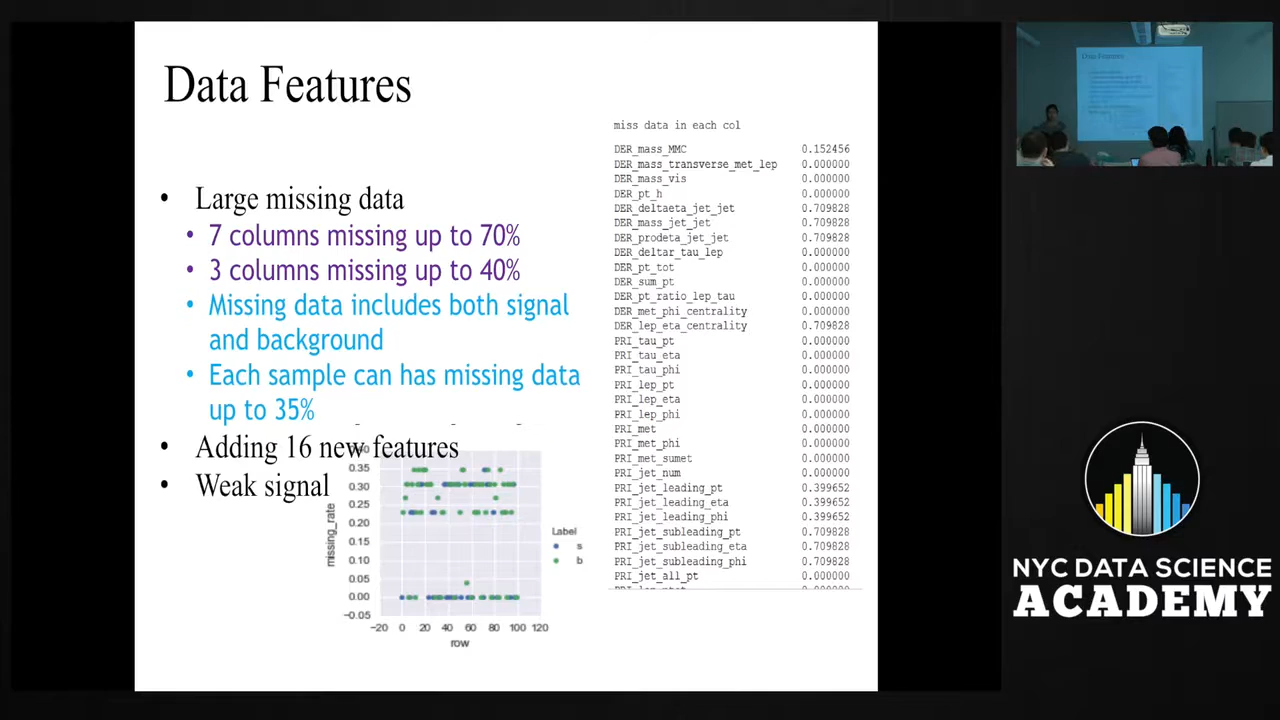 Data Features
• Large missing data
• 7 columns missing up to 70%
• 3 columns missing up to 40%
• Missing data includes both signal
and background
• Each sample can has missing data
up to 35%
• Adding 16 new features
• Weak signal
missing_rate
0.35
0.30
0.25
0.20
0.15
0.10
0.05
0.00
−0.05
−20 0 20 40 60 80 100 120
row
Label
s
b
miss data in each col
DER_mass_MMC 0.152456
DER_mass_transverse_met_lep 0.000000
DER_mass_vis 0.000000
DER_pt_h 0.000000
DER_deltaeta_jet_jet 0.709828
DER_mass_jet_jet 0.709828
DER_prodeta_jet_jet 0.709828
DER_deltar_tau_lep 0.000000
DER_pt_tot 0.000000
DER_sum_pt 0.000000
DER_pt_ratio_lep_tau 0.000000
DER_met_phi_centrality 0.000000
DER_lep_eta_centrality 0.709828
PRI_tau_pt 0.000000
PRI_tau_eta 0.000000
PRI_tau_phi 0.000000
PRI_lep_pt 0.000000
PRI_lep_eta 0.000000
PRI_lep_phi 0.000000
PRI_met 0.000000
PRI_met_phi 0.000000
PRI_met_sumet 0.000000
PRI_jet_num 0.000000
PRI_jet_leading_pt 0.399652
PRI_jet_leading_eta 0.399652
PRI_jet_leading_phi 0.399652
PRI_jet_subleading_pt 0.709828
PRI_jet_subleading_eta 0.709828
PRI_jet_subleading_phi 0.709828
PRI_jet_all_pt 0.000000
Data Features
NYC DATA SCIENCE
ACADEMY